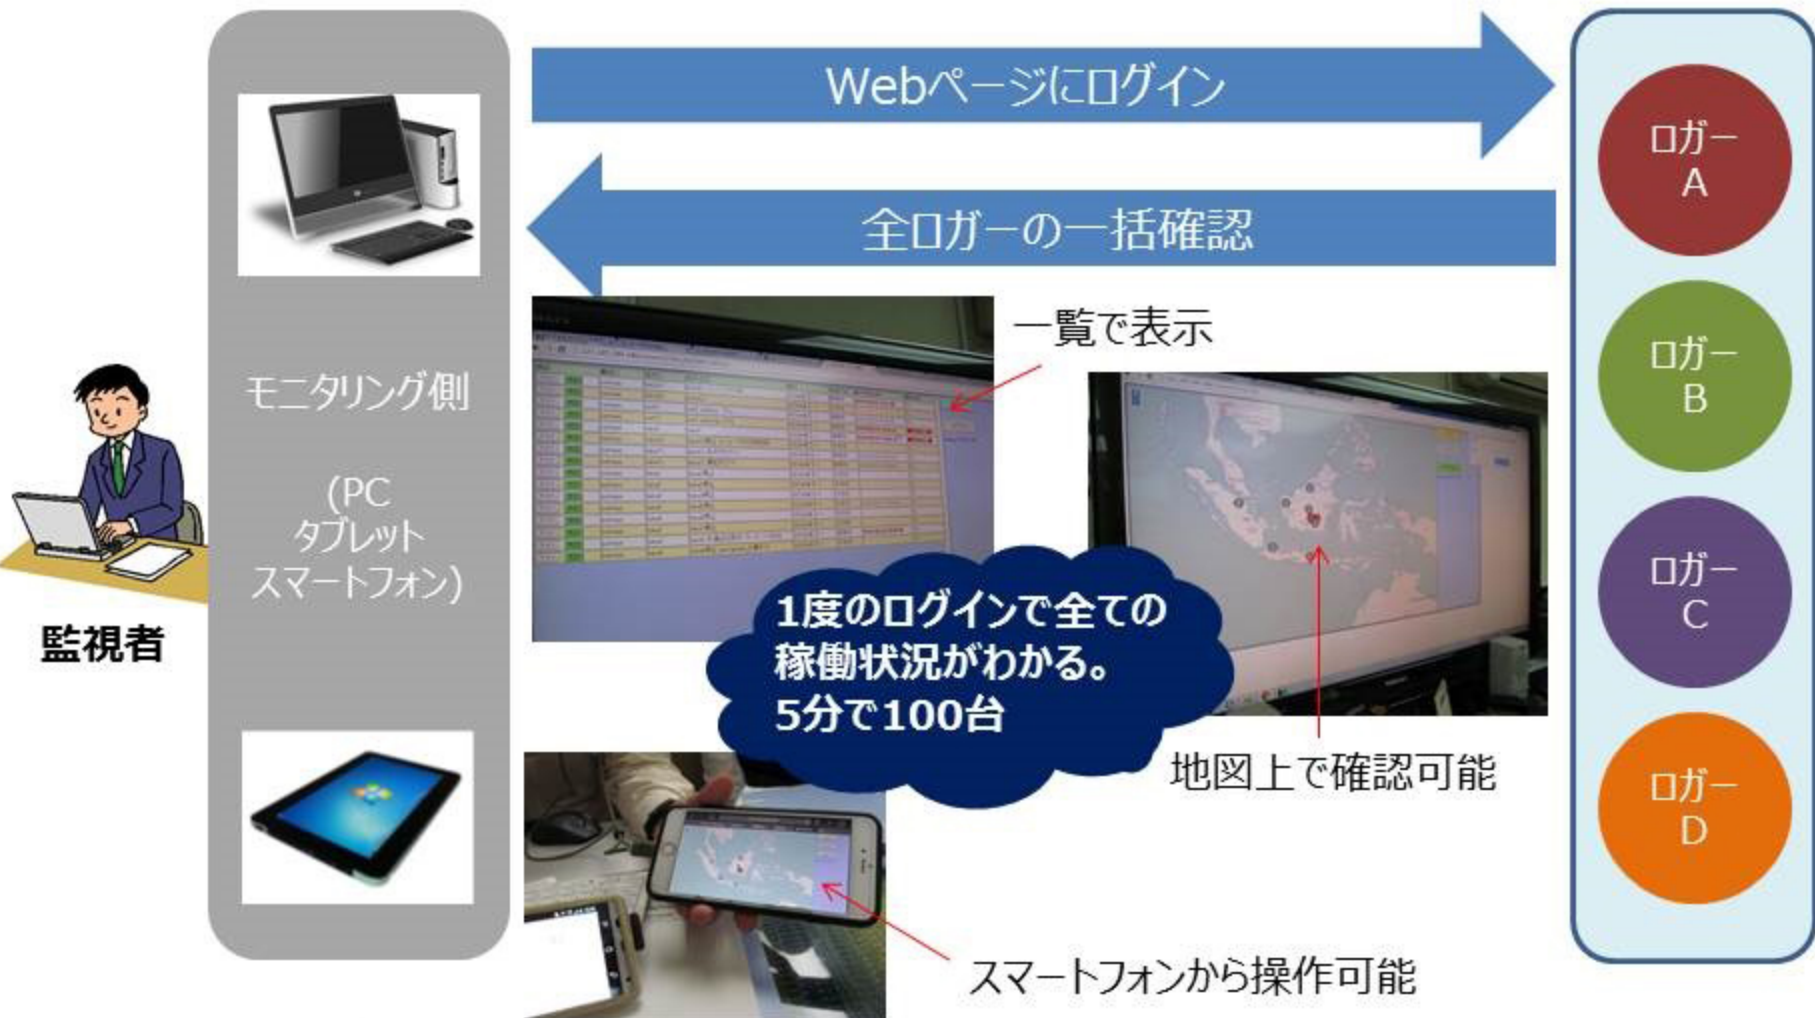 Webページにログイン
全ロガーの一括確認
一覧で表示
モニタリング側
(PC
タブレット
スマートフォン)
監視者
1度のログインで全ての
稼働状況がわかる。
5分で100台
地図上で確認可能
スマートフォンから操作可能
ロガー
A
ロガー
B
ロガー
C
ロガー
D